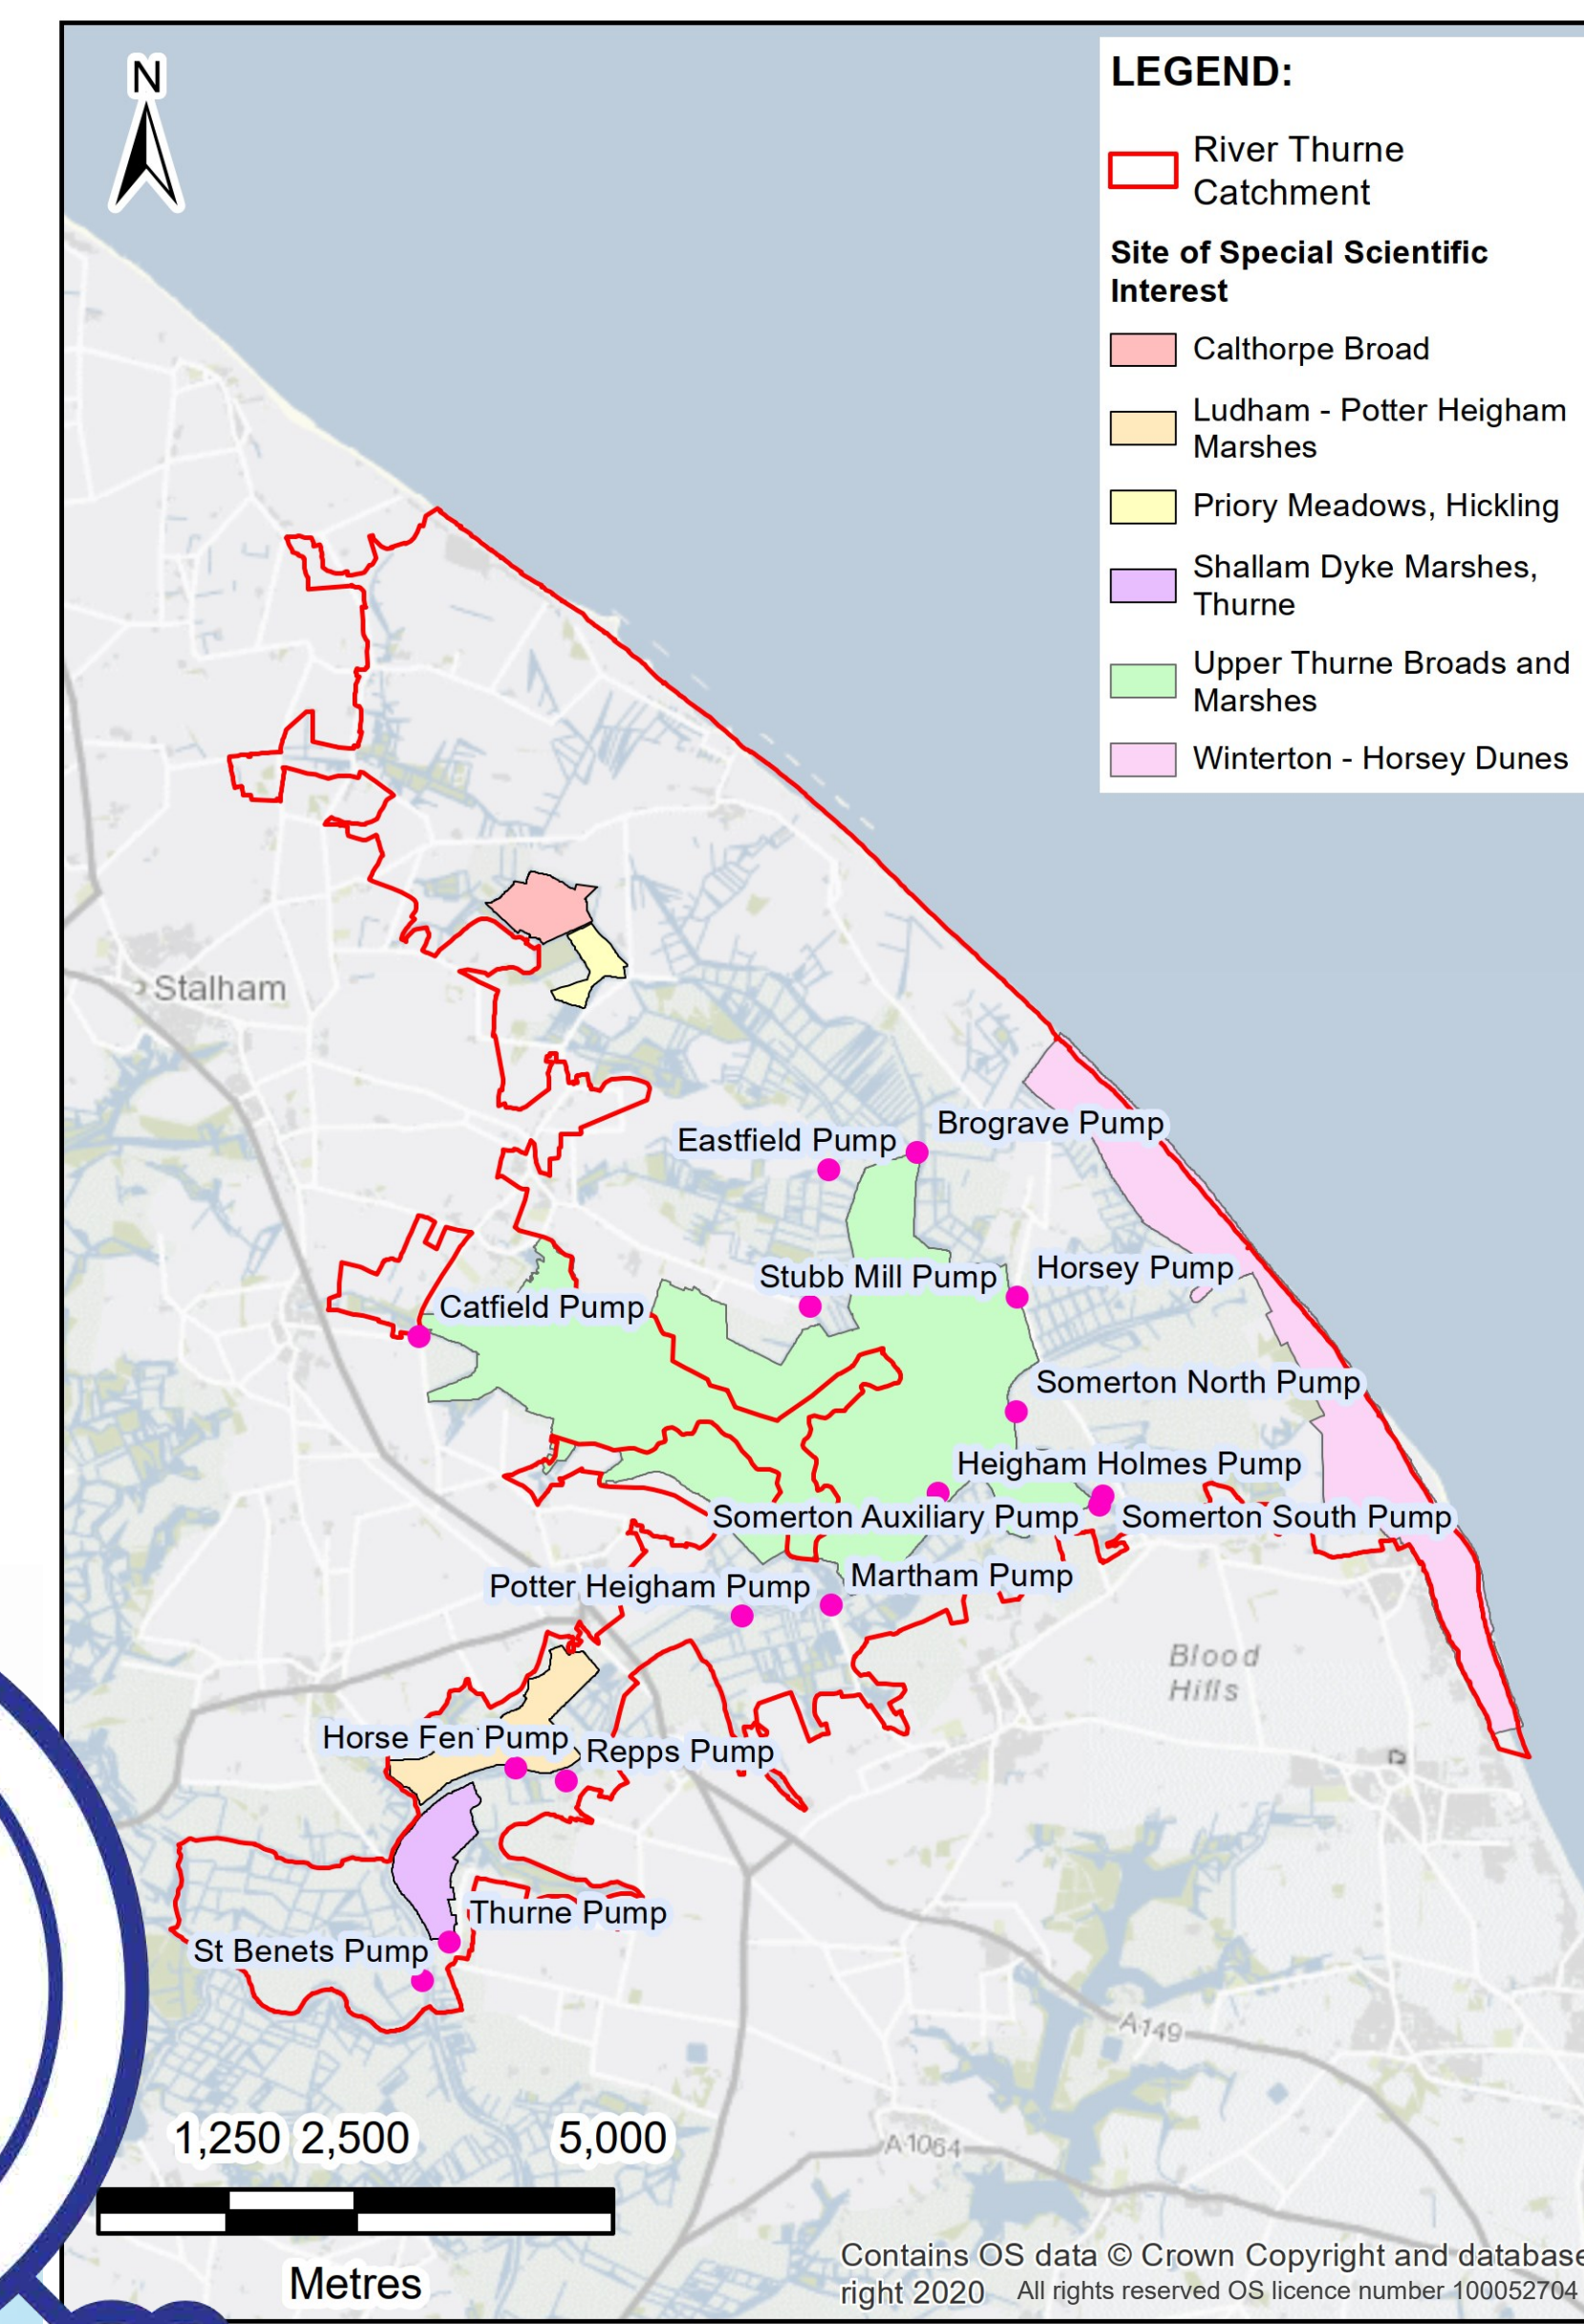 N
LEGEND:
River Thurne
Catchment
Site of Special Scientific
Interest
Calthorpe Broad
Ludham - Potter Heigham
Marshes
Priory Meadows, Hickling
Shallam Dyke Marshes,
Thurne
Upper Thurne Broads and
Marshes
Winterton - Horsey Dunes
Stalham
Brograve Pump
Eastfield Pump
Horsey Pump
Stubb Mill Pump
Catfield Pump
Somerton North Pump
Heigham Holmes Pump
Somerton Auxiliary Pump
Somerton South Pump
Martham Pump
Potter Heigham Pump
Blood
Hills
Horse Fen Pump
Repps Pump
Thurne Pump
St Benets Pump
A149
A1064
1,250 2,500 5,000
Metres
Contains OS data © Crown Copyright and database
right 2020 All rights reserved OS licence number 100052704